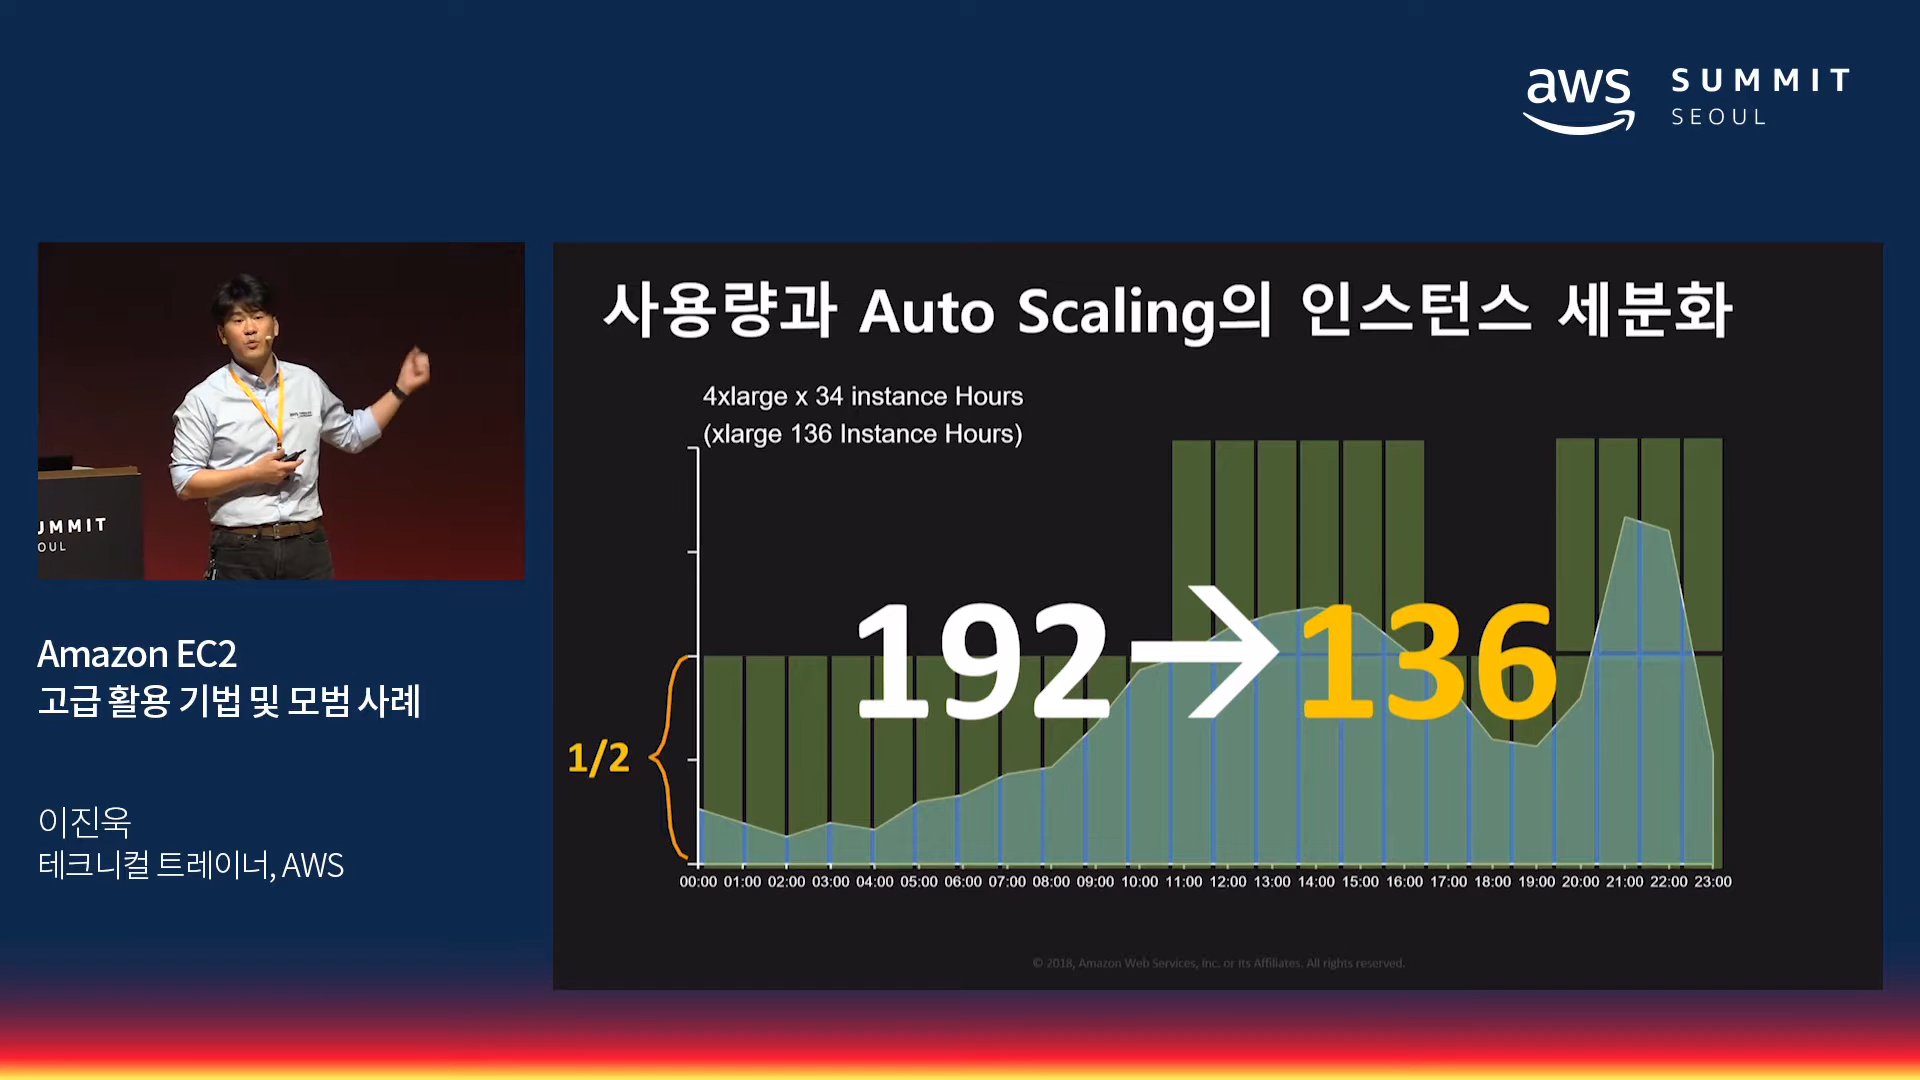 aws SUMMIT
SEOUL
사용량과 Auto Scaling의 인스턴스 세분화
4xlarge x 34 instance Hours
(xlarge 136 Instance Hours)
192→136
1/2
00:00 01:00 02:00 03:00 04:00 05:00 06:00 07:00 08:00 09:00 10:00 11:00 12:00 13:00 14:00 15:00 16:00 17:00 18:00 19:00 20:00 21:00 22:00 23:00
© 2018, Amazon Web Services, Inc. or its Affiliates. All rights reserved.
UMMIT
OUL
Amazon EC2
고급 활용 기법 및 모범 사례
이진욱
테크니컬 트레이너, AWS